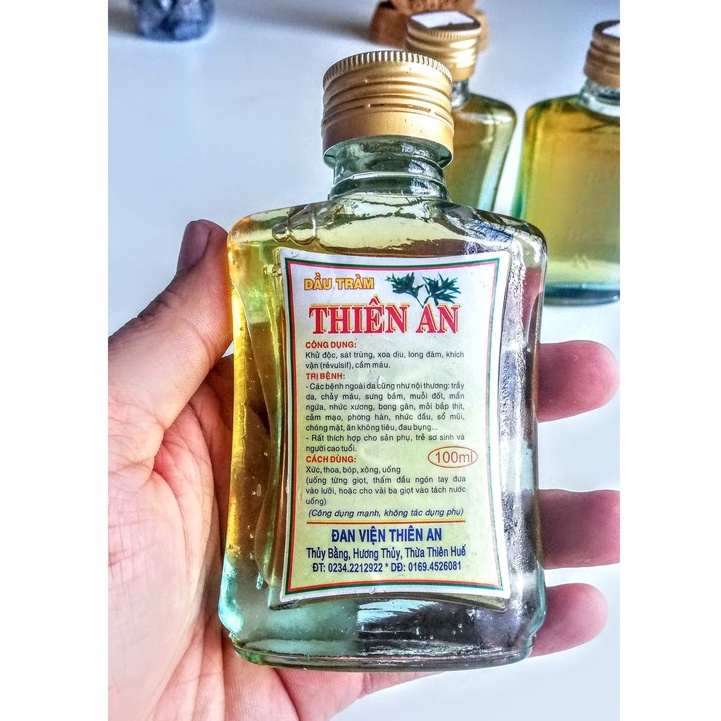 DẦU TRÀM
THIÊN AN
CÔNG DỤNG:
Khử độc, sát trùng, xoa dịu, long đàm, khích
vận (révulsif), cầm máu.
TRỊ BỆNH:
- Các bệnh ngoài da cũng như nội thương: trầy
da, chảy máu, sưng bầm, muỗi đốt, mẩn
ngứa, nhức xương, bong gân, mỏi bắp thịt,
cảm mạo, phong hàn, nhức đầu, sổ mũi,
chóng mặt, ăn không tiêu, đau bụng...
- Rất thích hợp cho sản phụ, trẻ sơ sinh và
người cao tuổi.
100ml
CÁCH DÙNG:
Xức, thoa, bóp, xông, uống
(uống từng giọt, thấm đầu ngón tay đưa
vào lưỡi, hoặc cho vài ba giọt vào tách nước
uống)
(Công dụng mạnh, không tác dụng phụ)
ĐAN VIỆN THIÊN AN
Thủy Bằng, Hương Thủy, Thừa Thiên Huế
ĐT: 0234.2212922 * DĐ: 0169.4526081